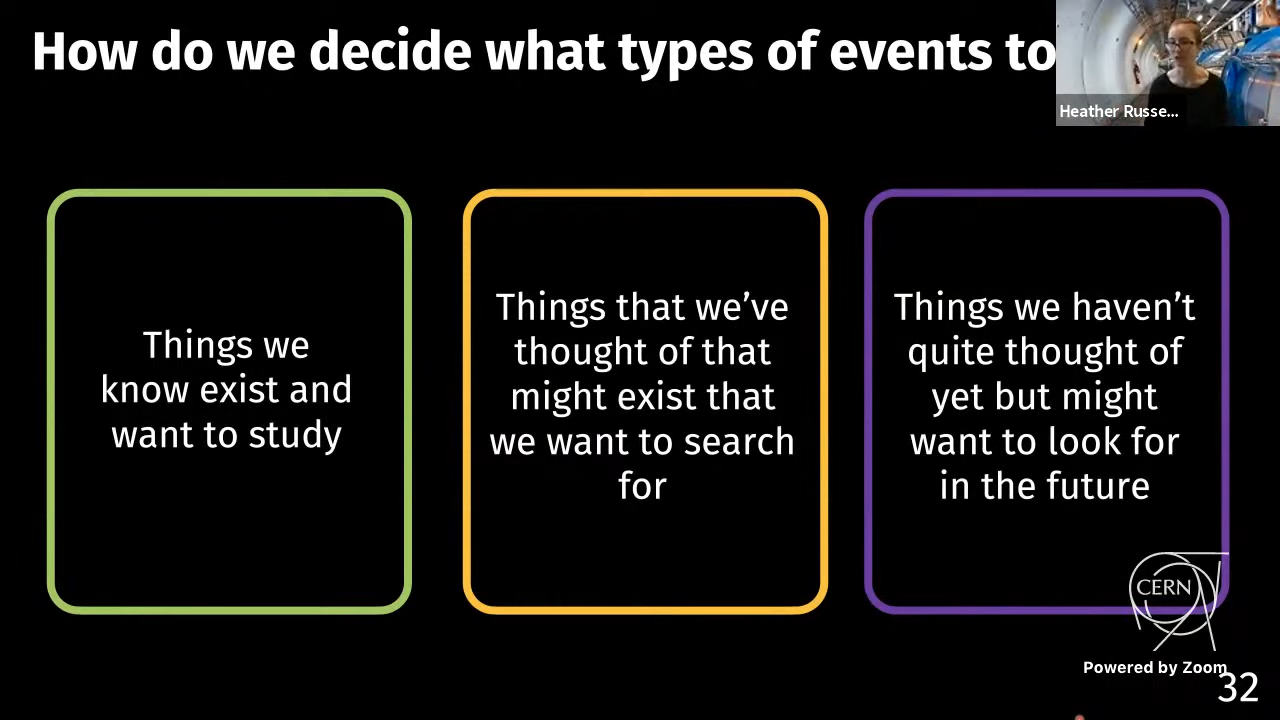 How do we decide what types of events to
Heather Russe...
Things we
know exist and
want to study
Things that we've
thought of that
might exist that
we want to search
for
Things we haven't
quite thought of
yet but might
want to look for
in the future
CERN
Powered by Zoom
32